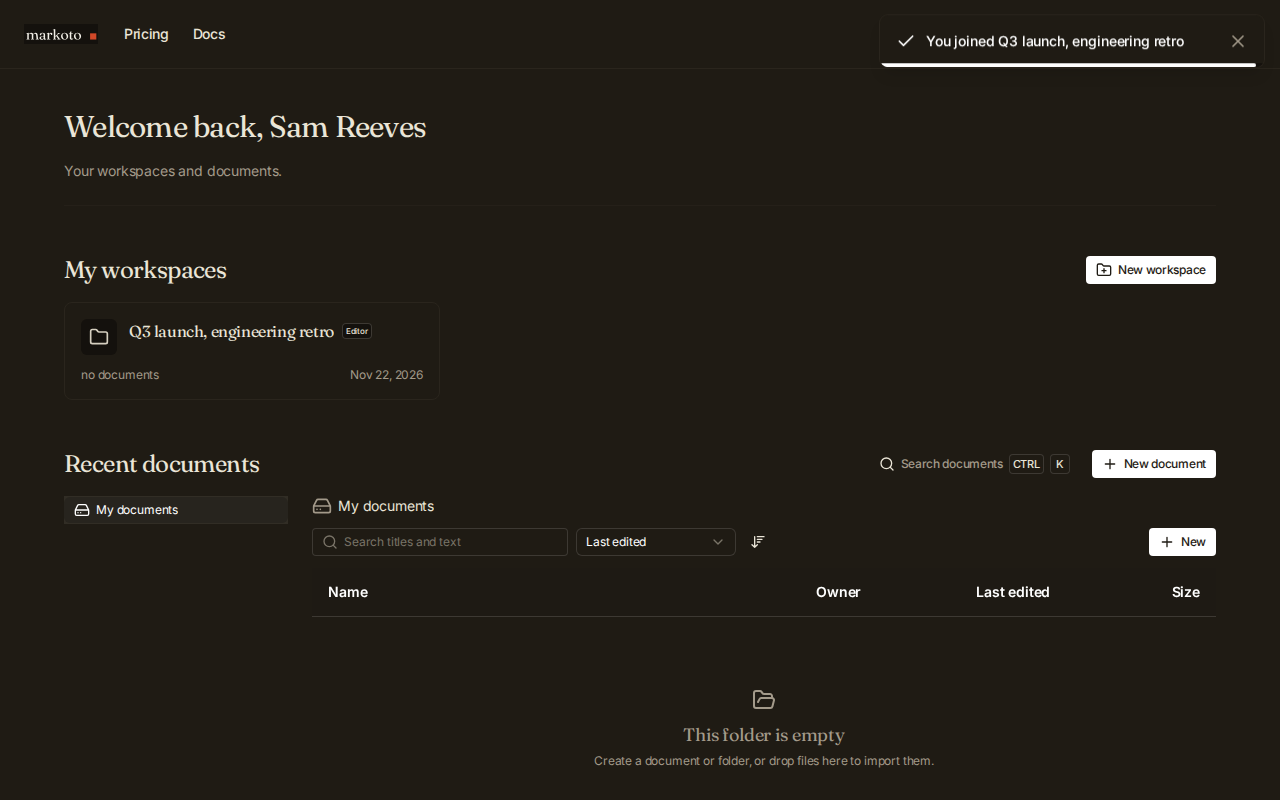 markoto
Pricing
Docs
You joined Q3 launch, engineering retro
Welcome back, Sam Reeves
Your workspaces and documents.
My workspaces
New workspace
Q3 launch, engineering retro
Editor
no documents
Nov 22, 2026
Recent documents
Search documents CTRL K
New document
My documents
My documents
Search titles and text
Last edited
New
Name Owner Last edited Size
This folder is empty
Create a document or folder, or drop files here to import them.